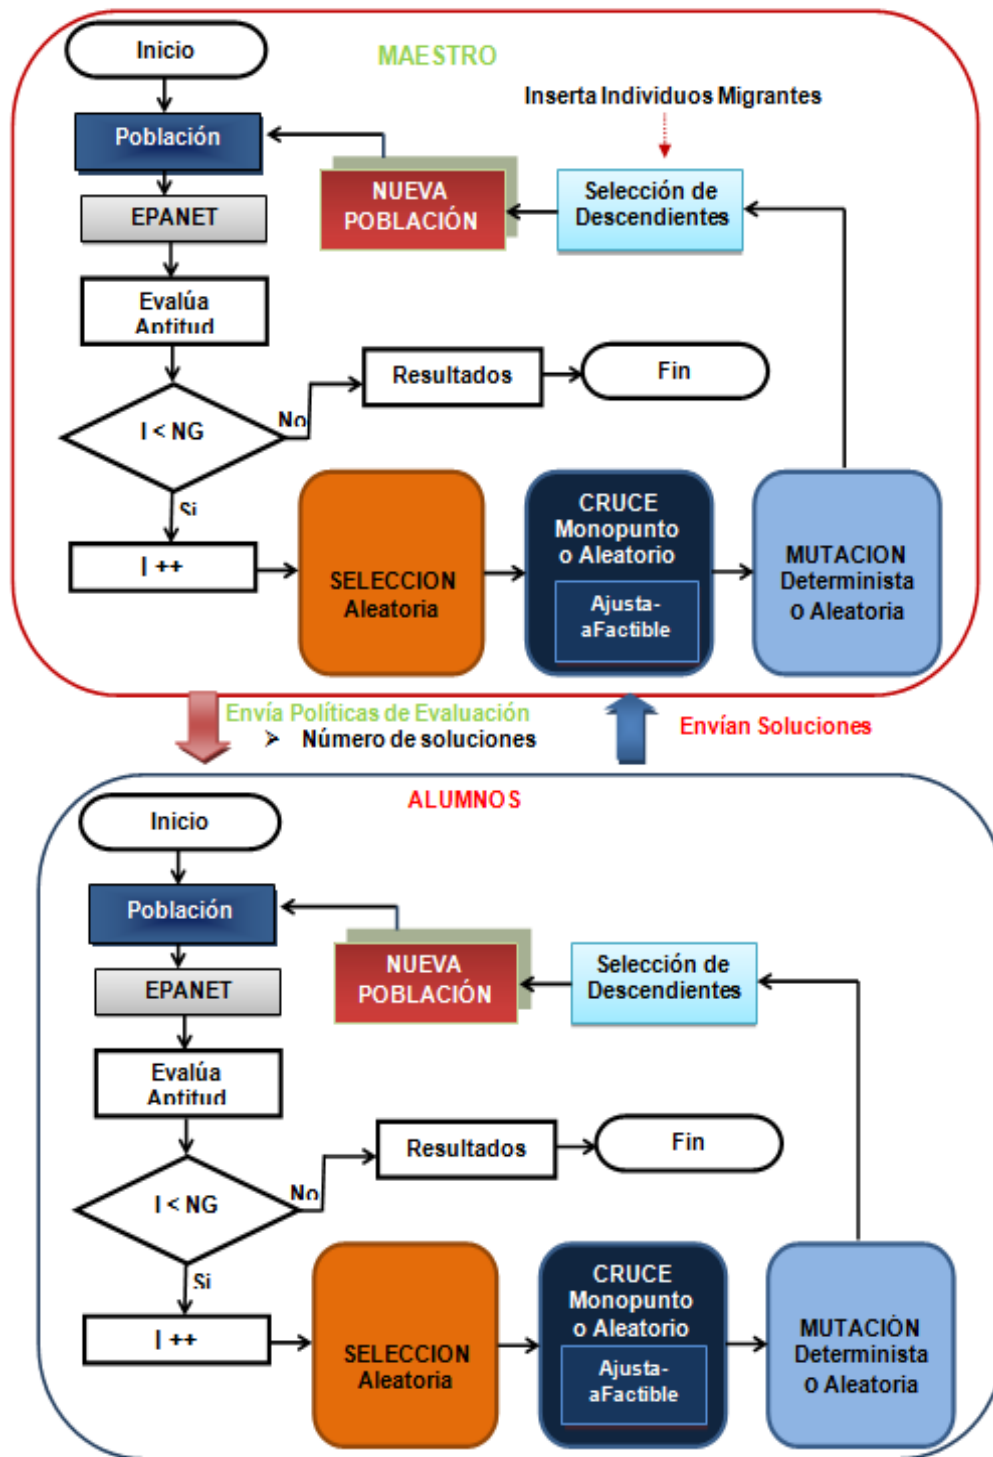 Inicio
MAESTRO
Inserta Individuos Migrantes
Población
NUEVA
POBLACIÓN
Selección de
Descendientes
EPANET
Evalúa
Aptitud
Resultados
Fin
I < NG
No
Si
I ++
SELECCION
Aleatoria
CRUCE
Monopunto
o Aleatorio
Ajusta-
aFactible
MUTACION
Determinista
O Aleatoria
Envía Políticas de Evaluación
➢ Número de soluciones
Envían Soluciones
ALUMNOS
Inicio
Población
NUEVA
POBLACIÓN
Selección de
Descendientes
EPANET
Evalúa
Aptitud
Resultados
Fin
I < NG
No
Si
I ++
SELECCION
Aleatoria
CRUCE
Monopunto
o Aleatorio
Ajusta-
aFactible
MUTACIÓN
Determinista
O Aleatoria